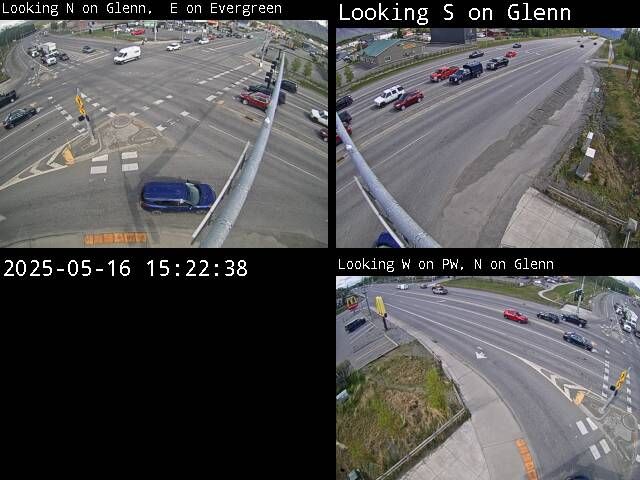 Looking N on Glenn,  E on Evergreen
Looking S on Glenn
2025-05-16 15:22:38
Looking W on PW, N on Glenn